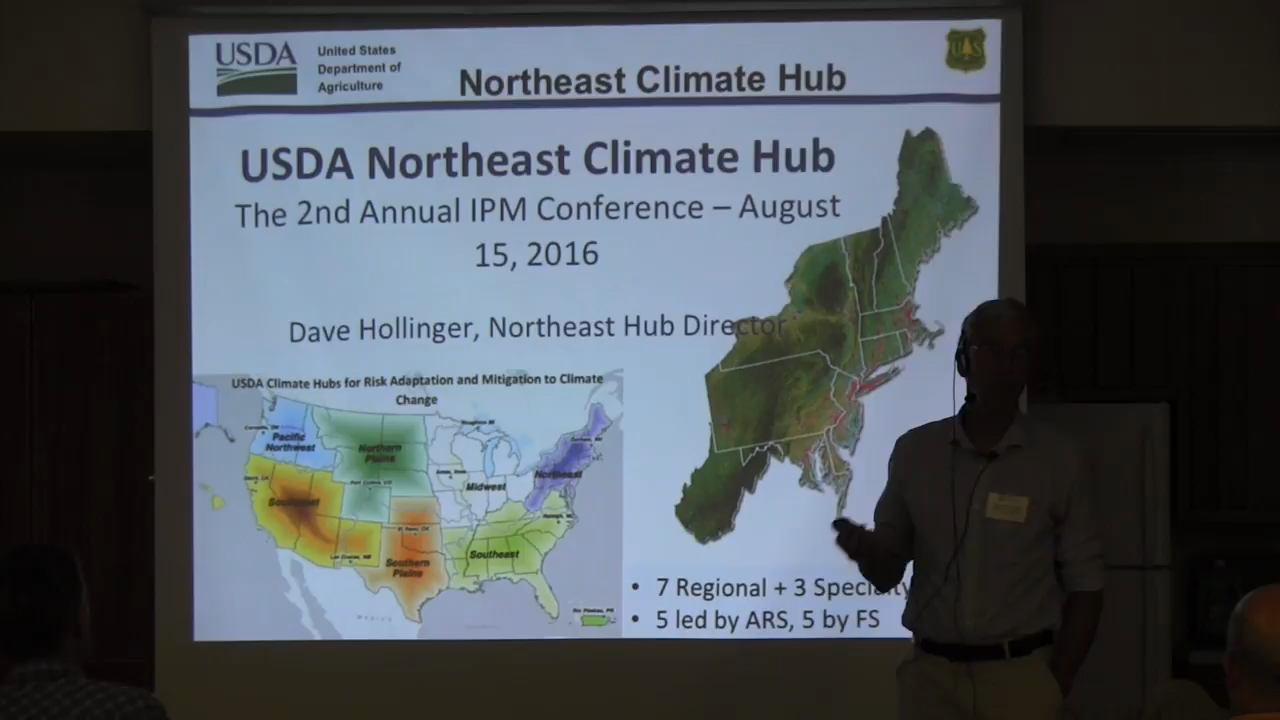 USDA
United States
Department of
Agriculture
Northeast Climate Hub
UAS
USDA Northeast Climate Hub
The 2nd Annual IPM Conference – August
15, 2016
Dave Hollinger, Northeast Hub Director
USDA Climate Hubs for Risk Adaptation and Mitigation to Climate
Change
Pacific
Northwest
Northern
Plains
Northeast
Midwest
Southwest
Southeast
Southern
Plains
Mexico
• 7 Regional + 3 Specialty
• 5 led by ARS, 5 by FS